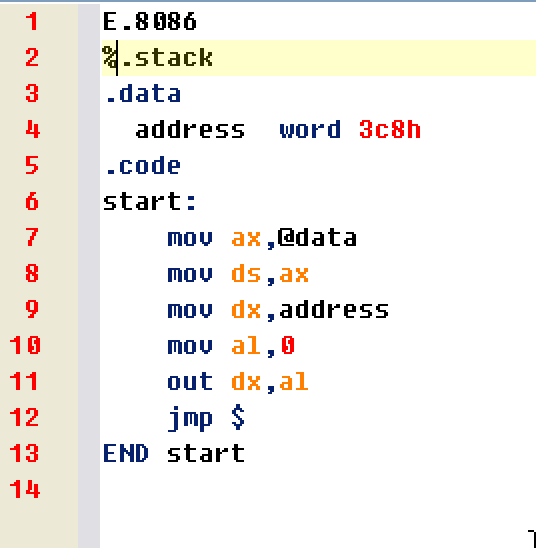 1 E.8086
2 %.stack
3 .data
4 address word 3c8h
5 .code
6 start:
7 mov ax,@data
8 mov ds,ax
9 mov dx,address
10 mov al,0
11 out dx,al
12 jmp $
13 END start
14